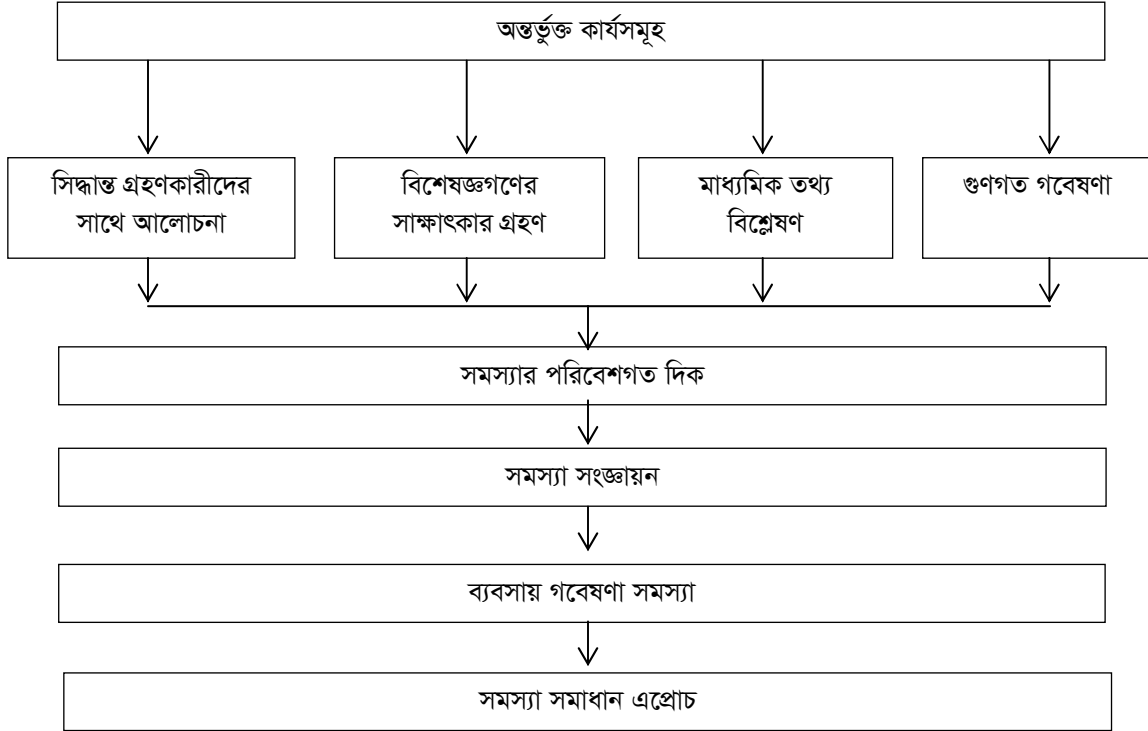 অন্তর্ভুক্ত কার্যসমূহ
সিদ্ধান্ত গ্রহণকারীদের
সাথে আলোচনা
বিশেষজ্ঞগণের
সাক্ষাৎকার গ্রহণ
মাধ্যমিক তথ্য
বিশ্লেষণ
গুণগত গবেষণা
সমস্যার পরিবেশগত দিক
সমস্যা সংজ্ঞায়ন
ব্যবসায় গবেষণা সমস্যা
সমস্যা সমাধান এপ্রোচ